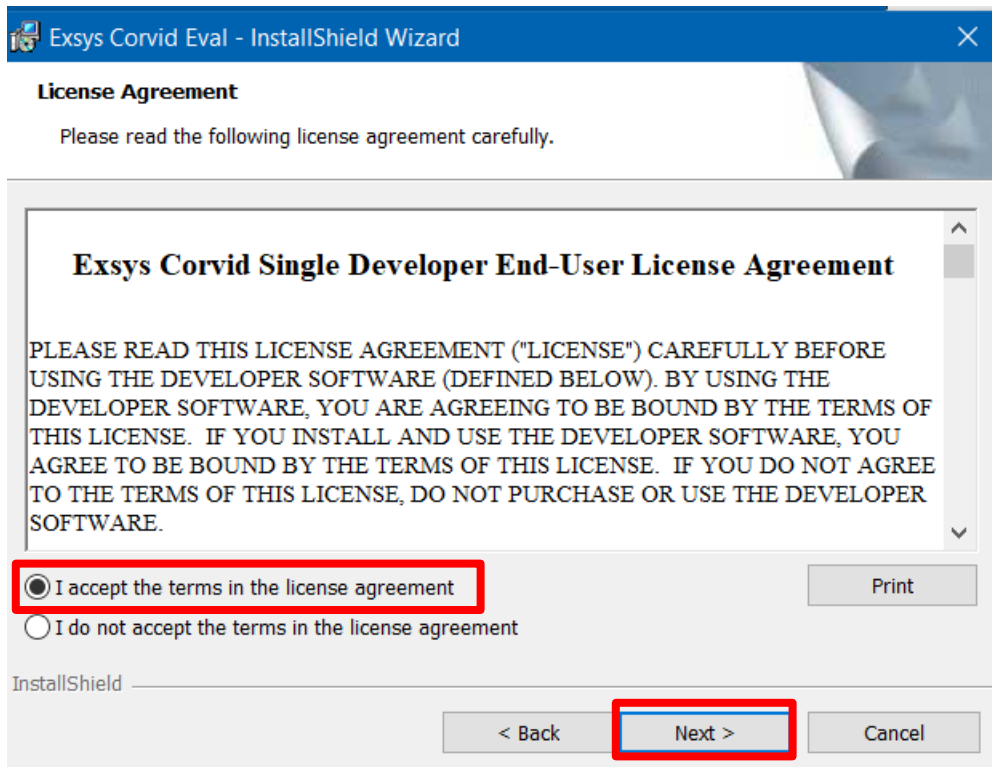 Exsys Corvid Eval - InstallShield Wizard
License Agreement
Please read the following license agreement carefully.
Exsys Corvid Single Developer End-User License Agreement
PLEASE READ THIS LICENSE AGREEMENT ("LICENSE") CAREFULLY BEFORE
USING THE DEVELOPER SOFTWARE (DEFINED BELOW). BY USING THE
DEVELOPER SOFTWARE, YOU ARE AGREEING TO BE BOUND BY THE TERMS OF
THIS LICENSE.  IF YOU INSTALL AND USE THE DEVELOPER SOFTWARE, YOU
AGREE TO BE BOUND BY THE TERMS OF THIS LICENSE.  IF YOU DO NOT AGREE
TO THE TERMS OF THIS LICENSE, DO NOT PURCHASE OR USE THE DEVELOPER
SOFTWARE.
I accept the terms in the license agreement
Print
I do not accept the terms in the license agreement
InstallShield
< Back
Next >
Cancel